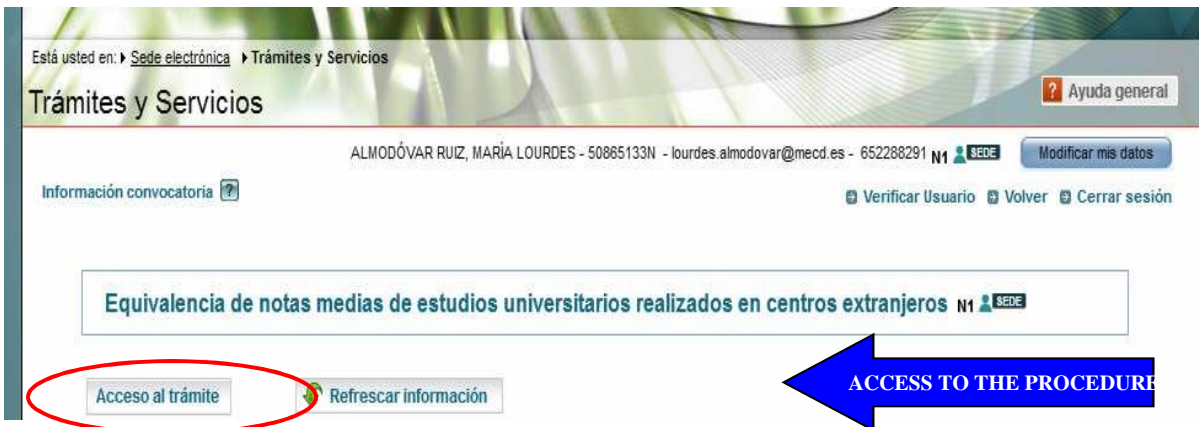 Está usted en: Sede electrónica Trámites y Servicios
Trámites y Servicios
? Ayuda general
ALMODÓVAR RUIZ, MARÍA LOURDES - 50865133N - lourdes.almodovar@mecd.es - 652288291 N1 SEDE Modificar mis datos
Información convocatoria ?
Verificar Usuario Volver Cerrar sesión
Equivalencia de notas medias de estudios universitarios realizados en centros extranjeros N1 SEDE
Acceso al trámite Refrescar información
ACCESS TO THE PROCEDURE